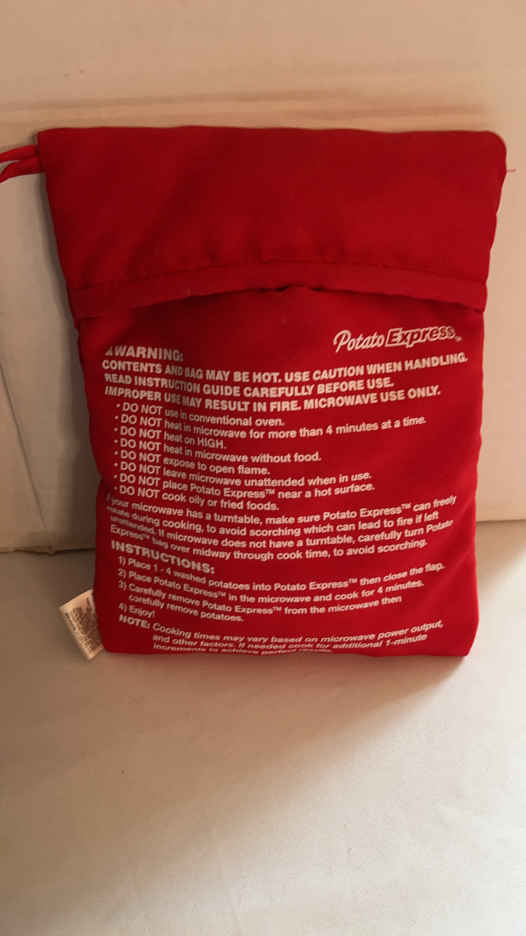 Potato Express™
⚠WARNING:
CONTENTS AND BAG MAY BE HOT. USE CAUTION WHEN HANDLING.
READ INSTRUCTION GUIDE CAREFULLY BEFORE USE.
IMPROPER USE MAY RESULT IN FIRE. MICROWAVE USE ONLY.
• DO NOT use in conventional oven.
• DO NOT heat in microwave for more than 4 minutes at a time.
• DO NOT heat on HIGH.
• DO NOT heat in microwave without food.
• DO NOT expose to open flame.
• DO NOT leave microwave unattended when in use.
• DO NOT place Potato Express™ near a hot surface.
• DO NOT cook oily or fried foods.
If your microwave has a turntable, make sure Potato Express™ can freely
rotate during cooking, to avoid scorching which can lead to fire if left
unattended. If microwave does not have a turntable, carefully turn Potato
Express™ bag over midway through cook time, to avoid scorching.
INSTRUCTIONS:
1) Place 1 - 4 washed potatoes into Potato Express™ then close the flap.
2) Place Potato Express™ in the microwave and cook for 4 minutes.
3) Carefully remove Potato Express™ from the microwave then
carefully remove potatoes.
4) Enjoy!
NOTE: Cooking times may vary based on microwave power output,
and other factors. If needed cook for additional 1-minute
increments to achieve perfect results.